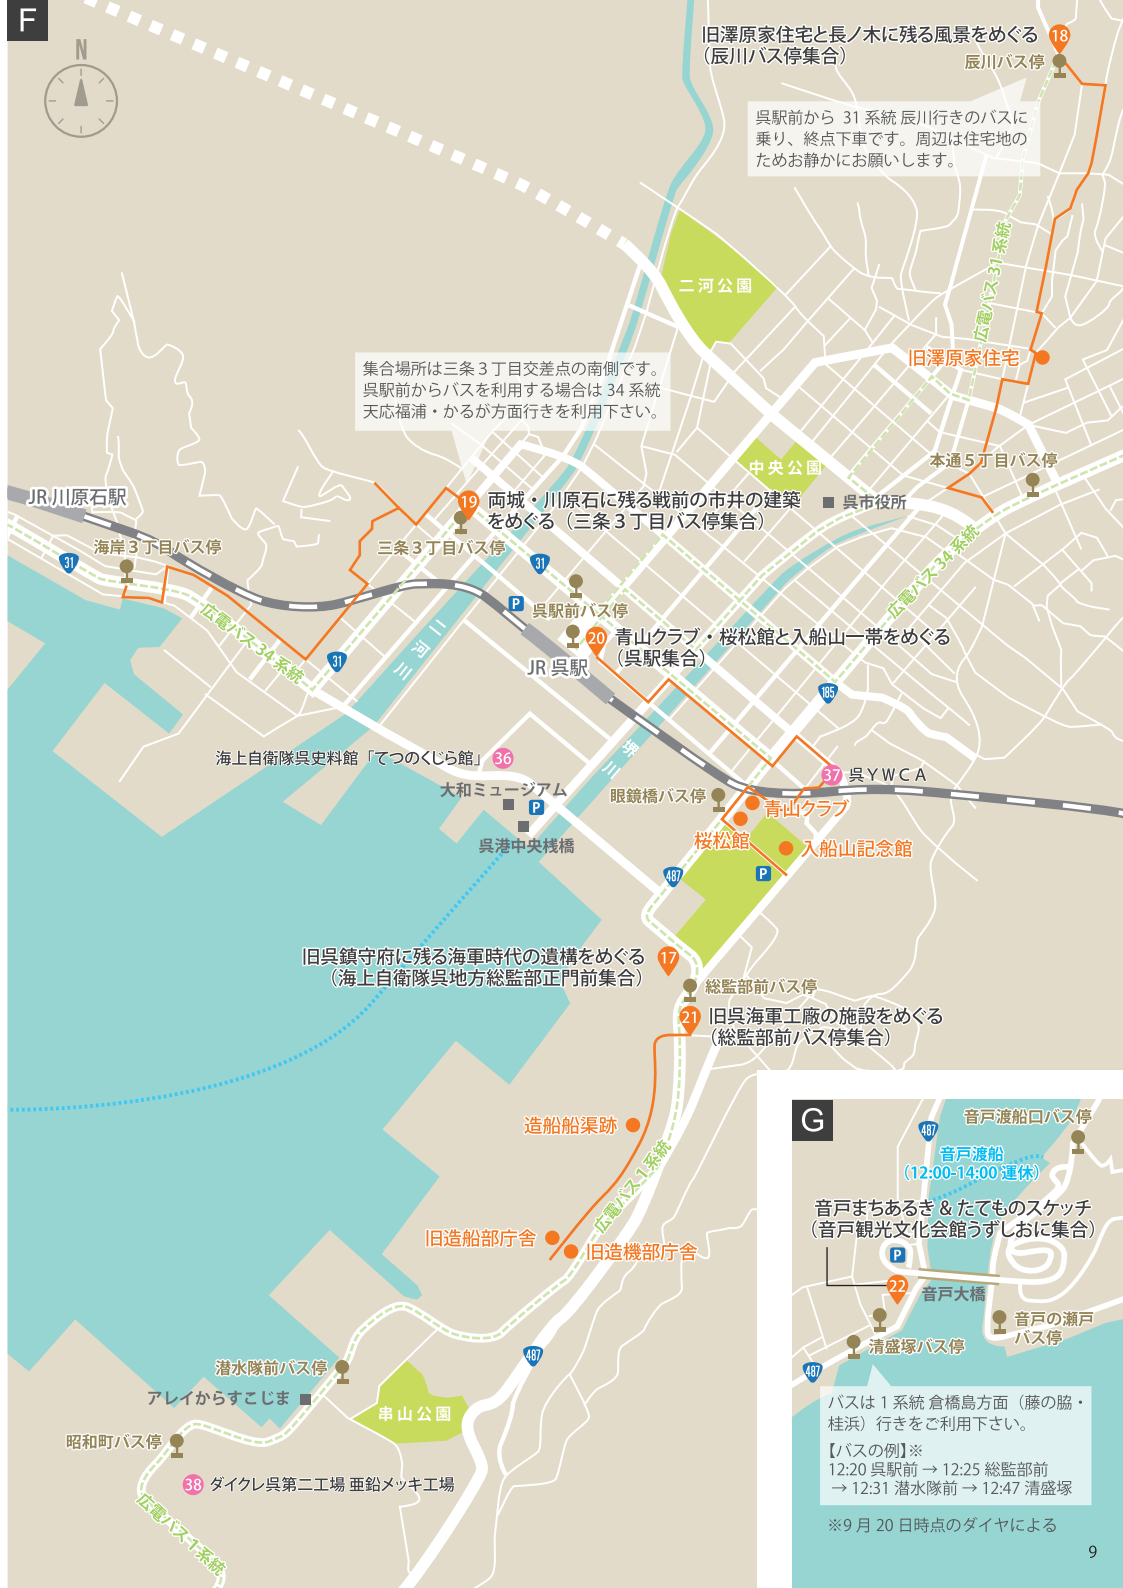 F
N
旧澤原家住宅と長ノ木に残る風景をめぐる
（辰川バス停集合）
18
辰川バス停
呉駅前から 31 系統 辰川行きのバスに
乗り、終点下車です。周辺は住宅地の
ためお静かにお願いします。
広電バス 31 系統
二河公園
旧澤原家住宅
集合場所は三条３丁目交差点の南側です。
呉駅前からバスを利用する場合は 34 系統
天応福浦・かるが方面行きを利用下さい。
中央公園
本通５丁目バス停
呉市役所
JR 川原石駅
19
両城・川原石に残る戦前の市井の建築
をめぐる（三条３丁目バス停集合）
三条３丁目バス停
海岸３丁目バス停
31
31
31
広電バス 34 系統
広電バス 34 系統
P
呉駅前バス停
二河川
20
青山クラブ・桜松館と入船山一帯をめぐる
（呉駅集合）
JR 呉駅
185
堺川
海上自衛隊呉史料館「てつのくじら館」
36
大和ミュージアム
P
呉港中央桟橋
37
呉ＹＷＣＡ
眼鏡橋バス停
青山クラブ
桜松館
入船山記念館
P
487
旧呉鎮守府に残る海軍時代の遺構をめぐる
（海上自衛隊呉地方総監部正門前集合）
17
総監部前バス停
21
旧呉海軍工廠の施設をめぐる
（総監部前バス停集合）
造船船渠跡
広電バス 1 系統
旧造船部庁舎
旧造機部庁舎
487
潜水隊前バス停
アレイからすこじま
串山公園
昭和町バス停
38
ダイクレ呉第二工場 亜鉛メッキ工場
広電バス 1 系統
G
音戸渡船口バス停
487
音戸渡船
（12:00-14:00 運休）
音戸まちあるき & たてものスケッチ
（音戸観光文化会館うずしおに集合）
P
22
音戸大橋
音戸の瀬戸
バス停
清盛塚バス停
487
バスは 1 系統 倉橋島方面（藤の脇・
桂浜）行きをご利用下さい。
【バスの例】※
12:20 呉駅前 → 12:25 総監部前
→ 12:31 潜水隊前 → 12:47 清盛塚
※9 月 20 日時点のダイヤによる
9